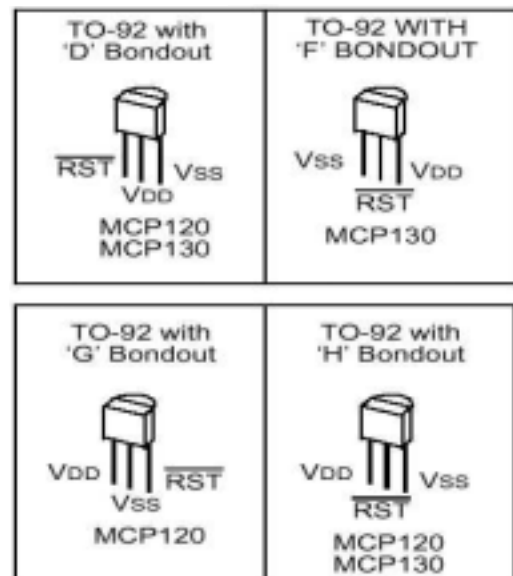 TO-92 with
'D' Bondout
RST
VDD
VSS
MCP120
MCP130
TO-92 WITH
'F' BONDOUT
VSS
RST
VDD
MCP130
TO-92 with
'G' Bondout
VDD
VSS
RST
MCP120
TO-92 with
'H' Bondout
VDD
RST
VSS
MCP120
MCP130